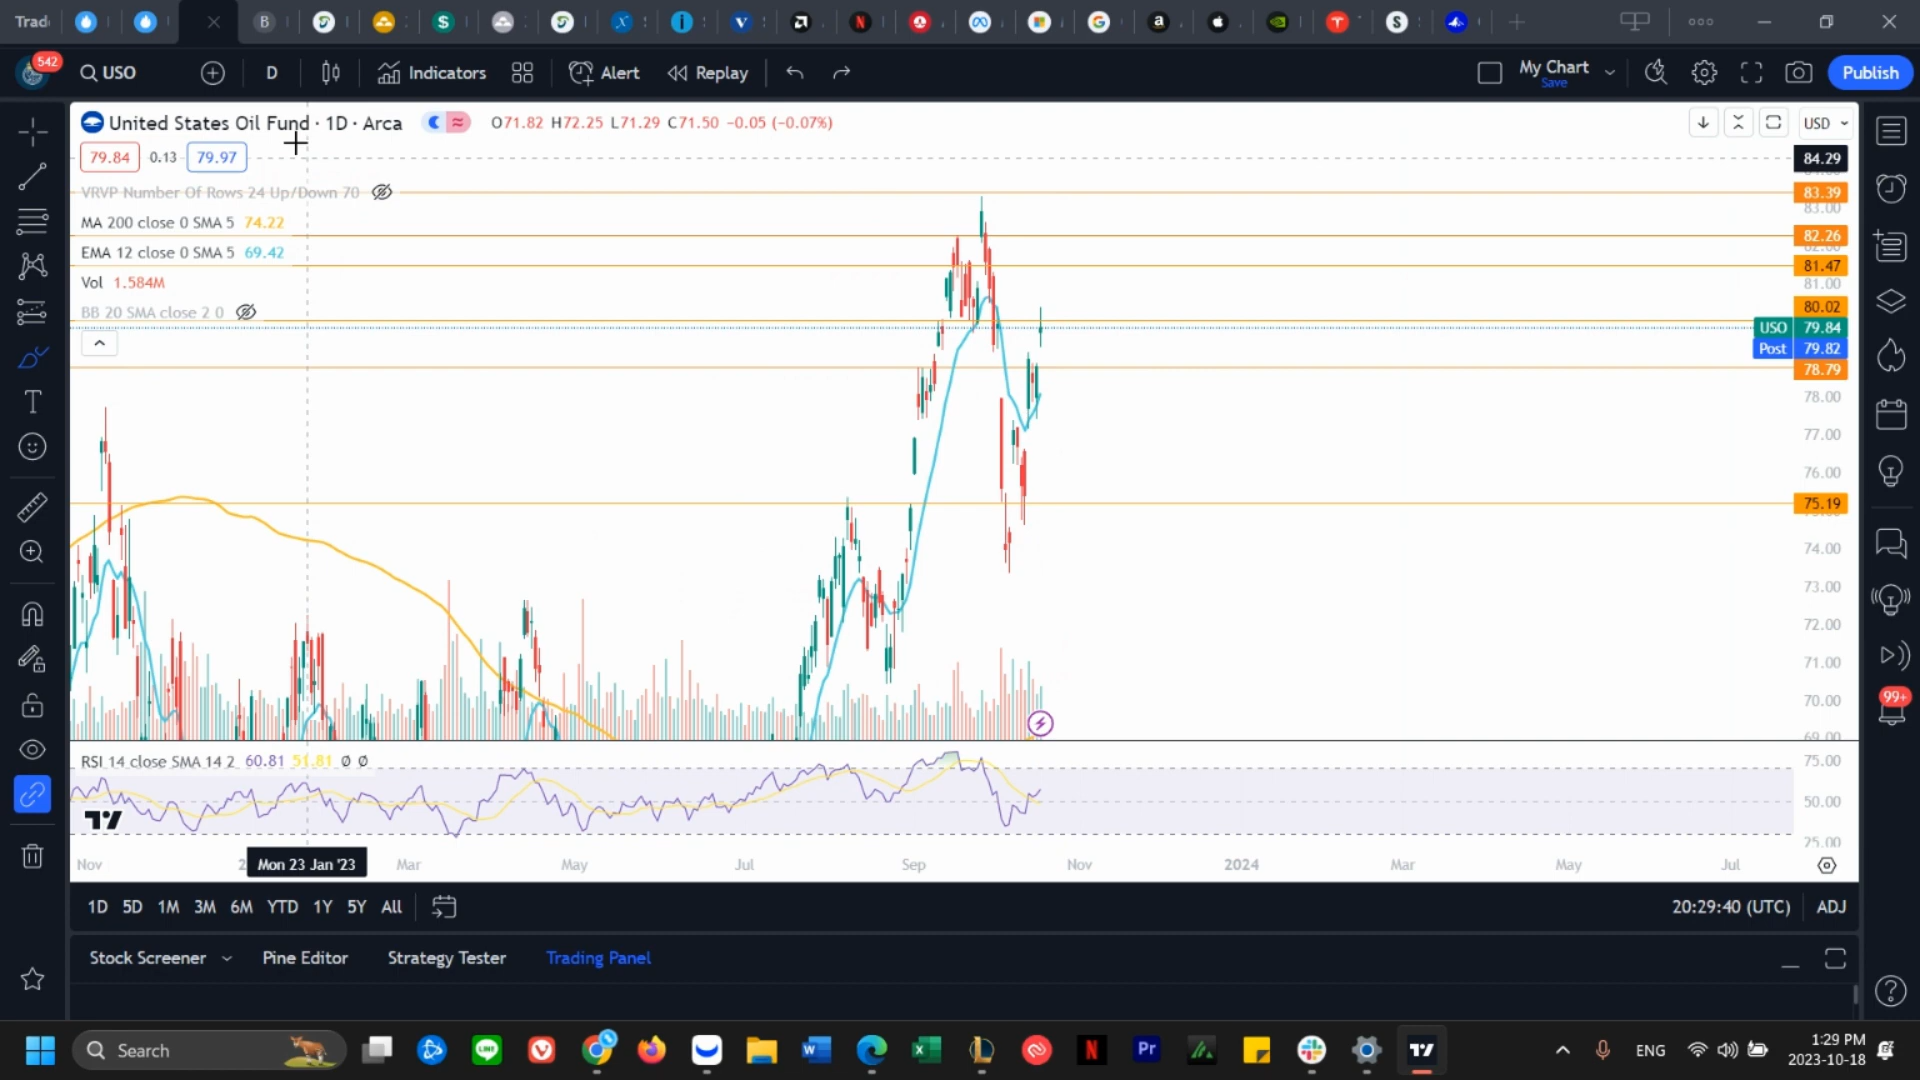 Trad
B
542
USO
D
Indicators
Alert
Replay
My Chart
Save
Publish
United States Oil Fund · 1D · Arca
O71.82 H72.25 L71.29 C71.50 -0.05 (-0.07%)
USD
79.84 0.13 79.97
84.29
VRVP Number Of Rows 24 Up/Down 70
83.39
83.00
MA 200 close 0 SMA 5 74.22
82.26
EMA 12 close 0 SMA 5 69.42
81.47
Vol 1.584M
81.00
BB 20 SMA close 2 0
80.02
USO 79.84
Post 79.82
78.79
78.00
77.00
76.00
75.19
74.00
73.00
72.00
71.00
70.00
69.00
RSI 14 close SMA 14 2 60.81 51.81 Ø Ø
75.00
50.00
25.00
Nov
Mon 23 Jan '23
Mar
May
Jul
Sep
Nov
2024
Mar
May
Jul
99+
1D 5D 1M 3M 6M YTD 1Y 5Y All
20:29:40 (UTC)
ADJ
Stock Screener
Pine Editor
Strategy Tester
Trading Panel
Search
LINE
Pr
ENG
1:29 PM
2023-10-18